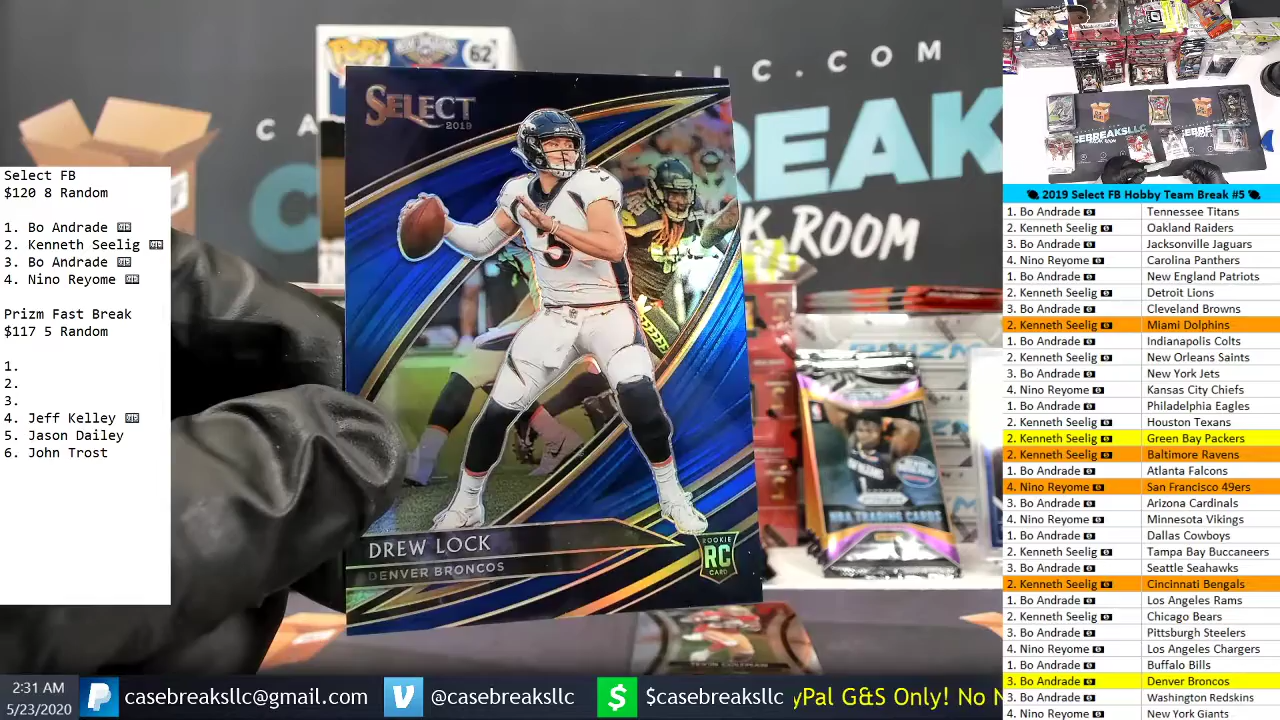 Select FB
$120 8 Random
1. Bo Andrade
2. Kenneth Seelig
3. Bo Andrade
4. Nino Reyome
Prizm Fast Break
$117 5 Random
1.
2.
3.
4. Jeff Kelley
5. Jason Dailey
6. John Trost
POP!
62
LLC.COM
CA
BREAK
ROOM
SELECT
2019
3
DREW LOCK
DENVER BRONCOS
ROOKIE
RC
CARD
PRIZM
NBA TRADING CARDS
CASEBREAKSLLC
2019 Select FB Hobby Team Break #5
1. Bo Andrade Tennessee Titans
2. Kenneth Seelig Oakland Raiders
3. Bo Andrade Jacksonville Jaguars
4. Nino Reyome Carolina Panthers
1. Bo Andrade New England Patriots
2. Kenneth Seelig Detroit Lions
3. Bo Andrade Cleveland Browns
2. Kenneth Seelig Miami Dolphins
1. Bo Andrade Indianapolis Colts
2. Kenneth Seelig New Orleans Saints
3. Bo Andrade New York Jets
4. Nino Reyome Kansas City Chiefs
1. Bo Andrade Philadelphia Eagles
2. Kenneth Seelig Houston Texans
2. Kenneth Seelig Green Bay Packers
2. Kenneth Seelig Baltimore Ravens
1. Bo Andrade Atlanta Falcons
4. Nino Reyome San Francisco 49ers
3. Bo Andrade Arizona Cardinals
4. Nino Reyome Minnesota Vikings
1. Bo Andrade Dallas Cowboys
2. Kenneth Seelig Tampa Bay Buccaneers
3. Bo Andrade Seattle Seahawks
2. Kenneth Seelig Cincinnati Bengals
1. Bo Andrade Los Angeles Rams
2. Kenneth Seelig Chicago Bears
3. Bo Andrade Pittsburgh Steelers
4. Nino Reyome Los Angeles Chargers
1. Bo Andrade Buffalo Bills
3. Bo Andrade Denver Broncos
3. Bo Andrade Washington Redskins
4. Nino Reyome New York Giants
2:31 AM
5/23/2020
casebreaksllc@gmail.com
@casebreaksllc
$casebreaksllc
yPal G&S Only! No N